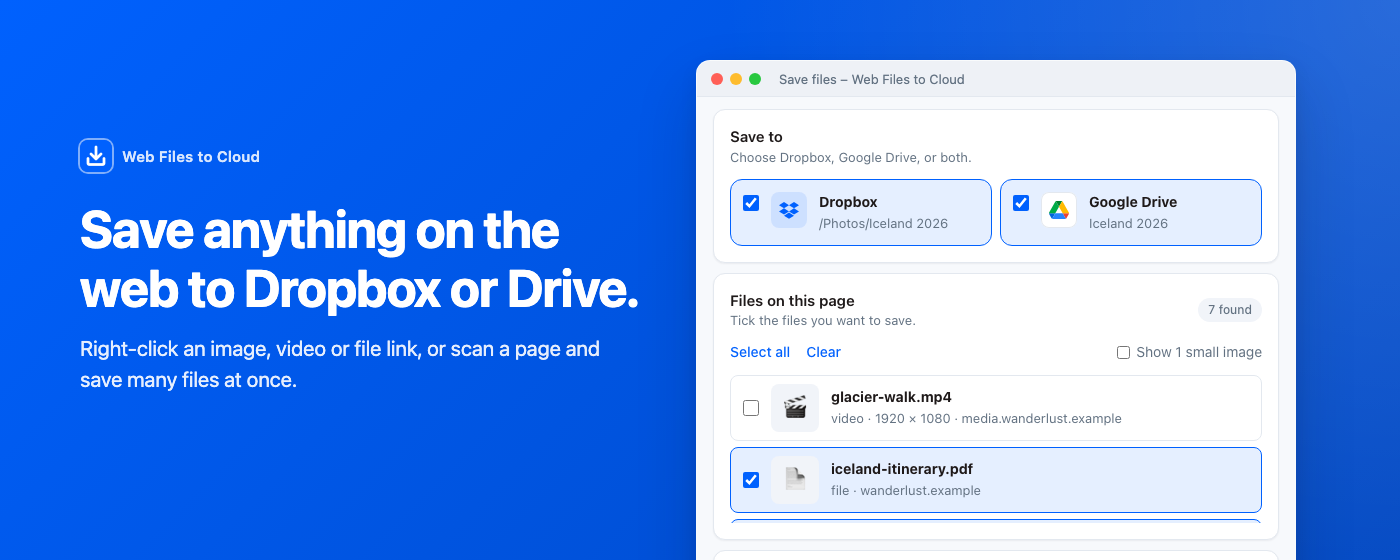 Web Files to Cloud
Save anything on the
web to Dropbox or Drive.
Right-click an image, video or file link, or scan a page and
save many files at once.
Save files – Web Files to Cloud
Save to
Choose Dropbox, Google Drive, or both.
Dropbox
/Photos/Iceland 2026
Google Drive
Iceland 2026
Files on this page
Tick the files you want to save.
7 found
Select all
Clear
Show 1 small image
glacier-walk.mp4
video · 1920 × 1080 · media.wanderlust.example
iceland-itinerary.pdf
file · wanderlust.example